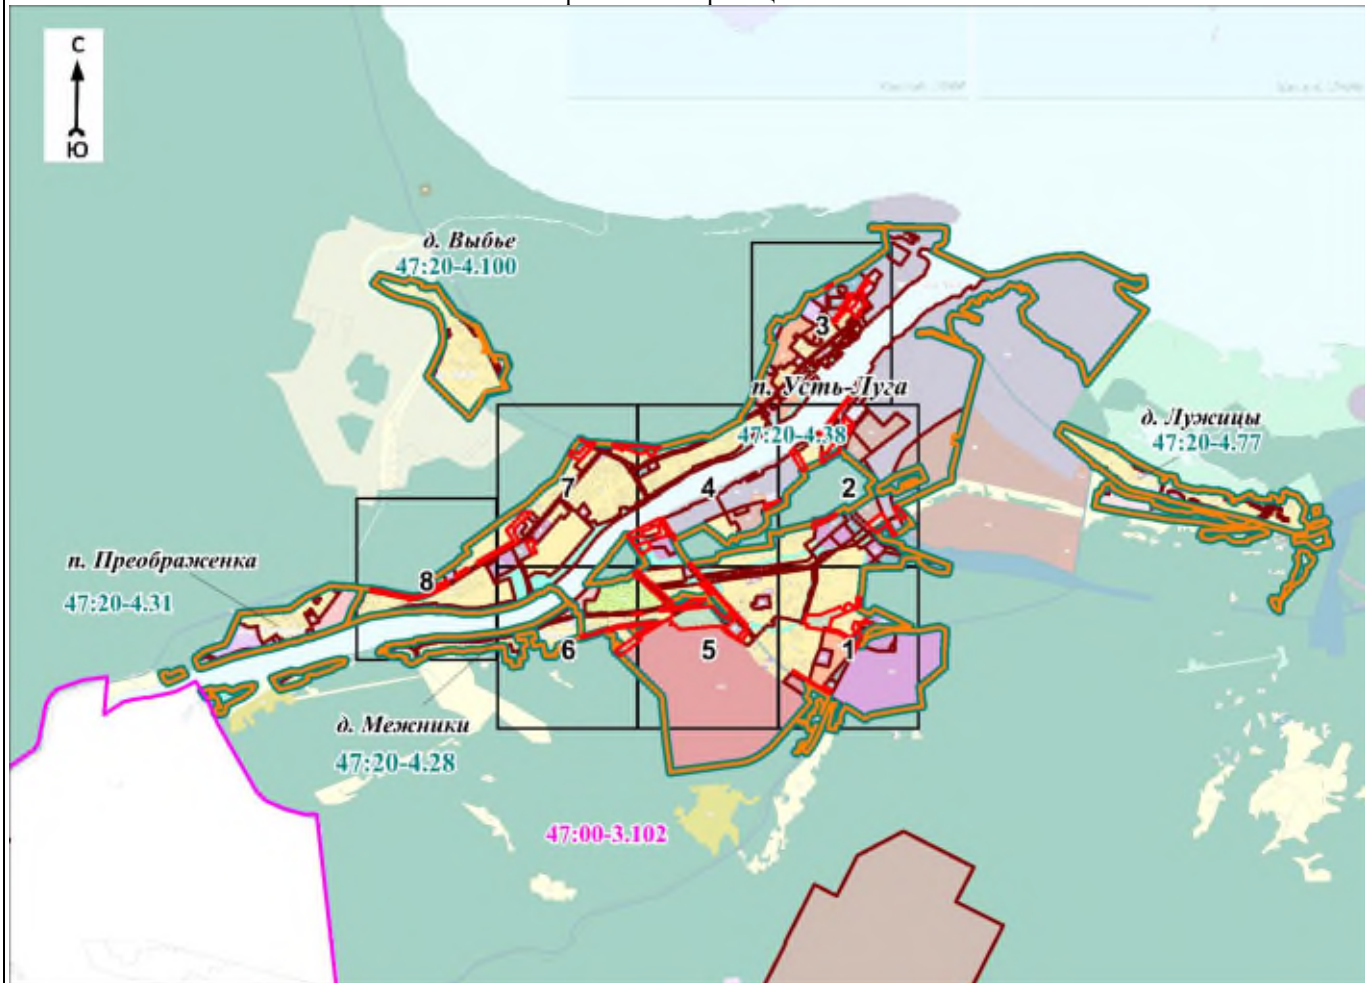 С
Ю
д. Выбье
47:20-4.100
3
п. Усть-Луга
47:20-4.38
д. Лужицы
47:20-4.77
7
4
2
п. Преображенка
47:20-4.31
8
6
5
1
д. Межники
47:20-4.28
47:00-3.102